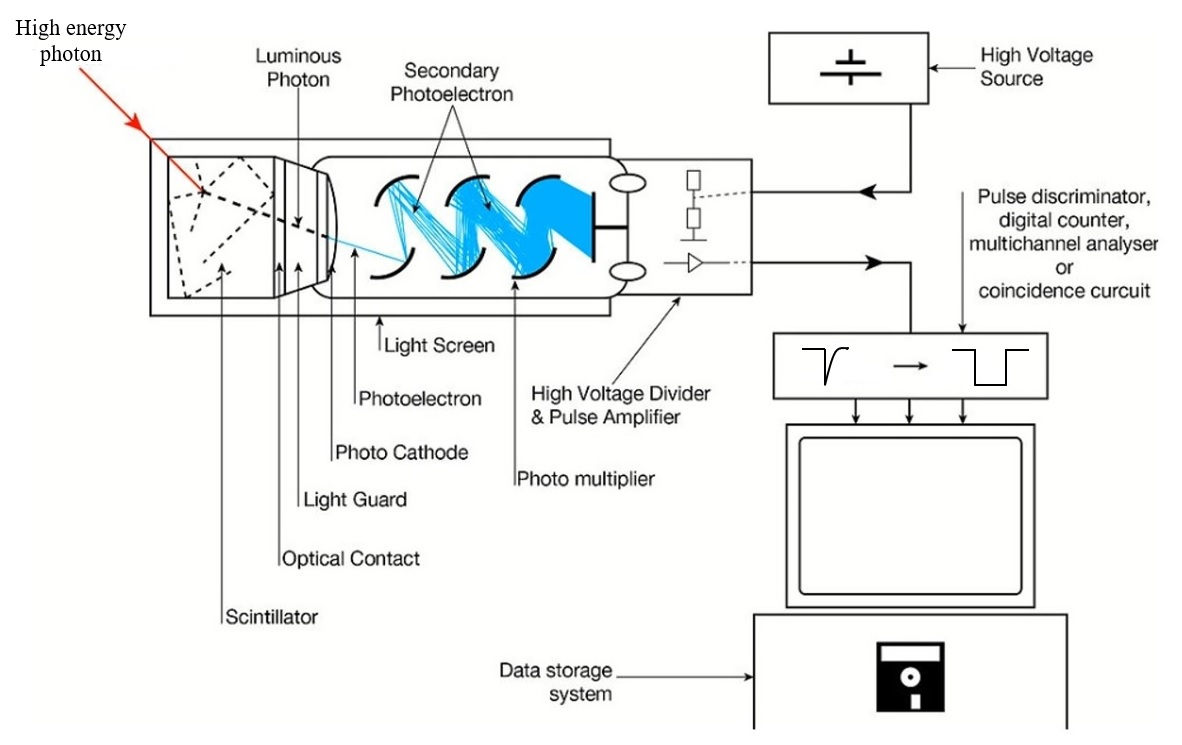 High energy
photon
Luminous
Photon
Secondary
Photoelectron
High Voltage
Source
Pulse discriminator,
digital counter,
multichannel analyser
or
coincidence curcuit
Light Screen
Photoelectron
High Voltage Divider
& Pulse Amplifier
Photo Cathode
Photo multiplier
Light Guard
Optical Contact
Scintillator
Data storage
system